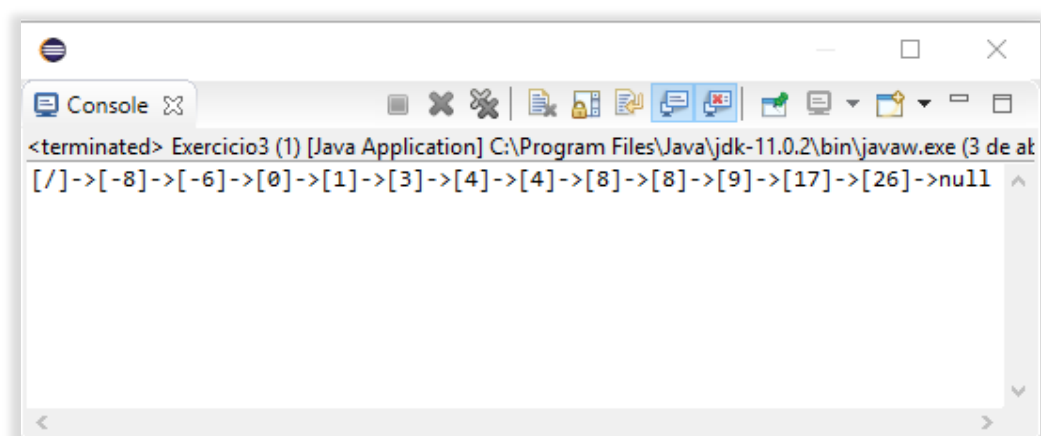 Console
<terminated> Exercicio3 (1) [Java Application] C:\Program Files\Java\jdk-11.0.2\bin\javaw.exe (3 de
[/]->[-8]->[-6]->[0]->[1]->[3]->[4]->[4]->[8]->[8]->[9]->[17]->[26]->null